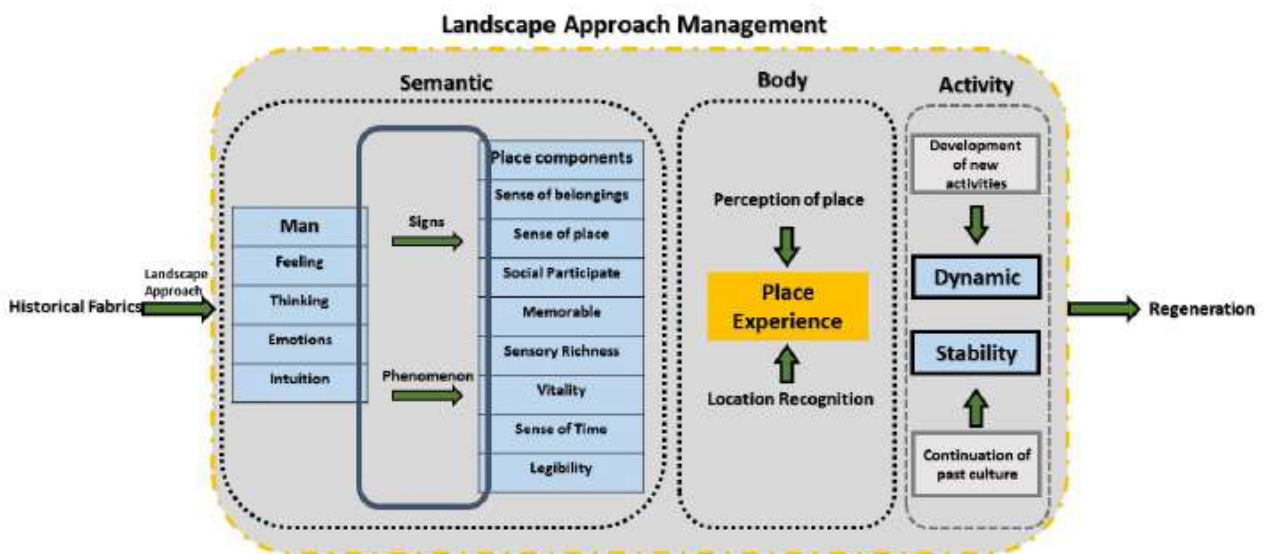 Landscape Approach Management
Semantic
Body
Activity
Historical Fabrics
Landscape
Approach
Man
Feeling
Thinking
Emotions
Intuition
Signs
Phenomenon
Place components
Sense of belongings
Sense of place
Social Participate
Memorable
Sensory Richness
Vitality
Sense of Time
Legibility
Perception of place
Place
Experience
Location Recognition
Development
of new
activities
Dynamic
Stability
Continuation of
past culture
Regeneration